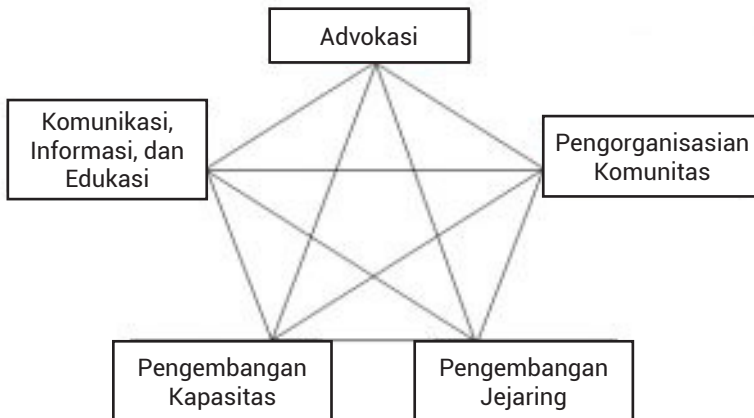 Advokasi
Komunikasi,
Informasi, dan
Edukasi
Pengorganisasian
Komunitas
Pengembangan
Kapasitas
Pengembangan
Jejaring